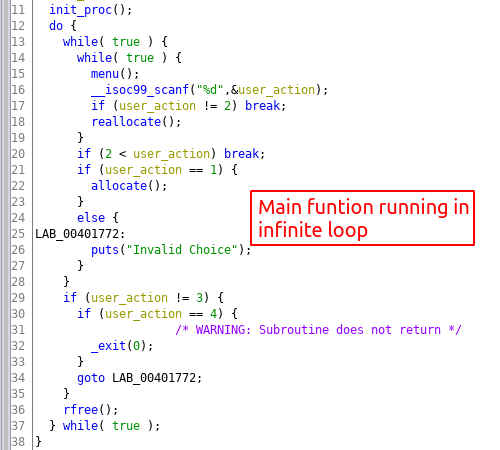 11 init_proc();
12 do {
13 while( true ) {
14 while( true ) {
15 menu();
16 __isoc99_scanf("%d",&user_action);
17 if (user_action != 2) break;
18 reallocate();
19 }
20 if (2 < user_action) break;
21 if (user_action == 1) {
22 allocate();
23 }
24 else {
25 LAB_00401772:
26 puts("Invalid Choice");
27 }
28 }
29 if (user_action != 3) {
30 if (user_action == 4) {
31 /* WARNING: Subroutine does not return */
32 _exit(0);
33 }
34 goto LAB_00401772;
35 }
36 rfree();
37 } while( true );
38 }
Main funtion running in
infinite loop